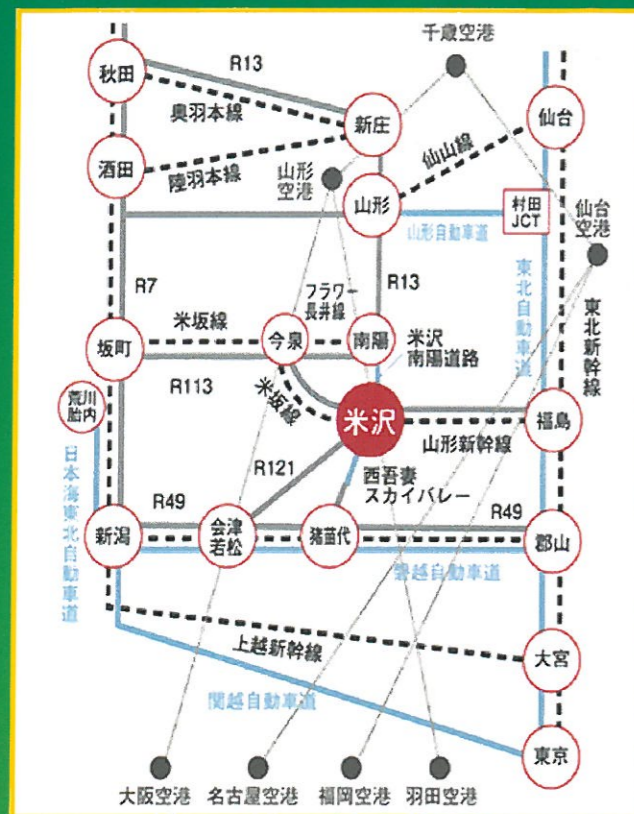 千歳空港
秋田
R13
奥羽本線
新庄
仙山線
仙台
酒田
陸羽本線
山形
空港
山形
村田
JCT
仙台
空港
山形自動車道
R7
フラワー
長井線
R13
東北自動車道
東北新幹線
米坂線
今泉
南陽
米沢
南陽道路
坂町
R113
米坂線
荒川
胎内
米沢
山形新幹線
福島
日本海東北自動車道
R121
西吾妻
スカイバレー
R49
R49
新潟
会津
若松
猪苗代
郡山
磐越自動車道
上越新幹線
大宮
関越自動車道
東京
大阪空港
名古屋空港
福岡空港
羽田空港